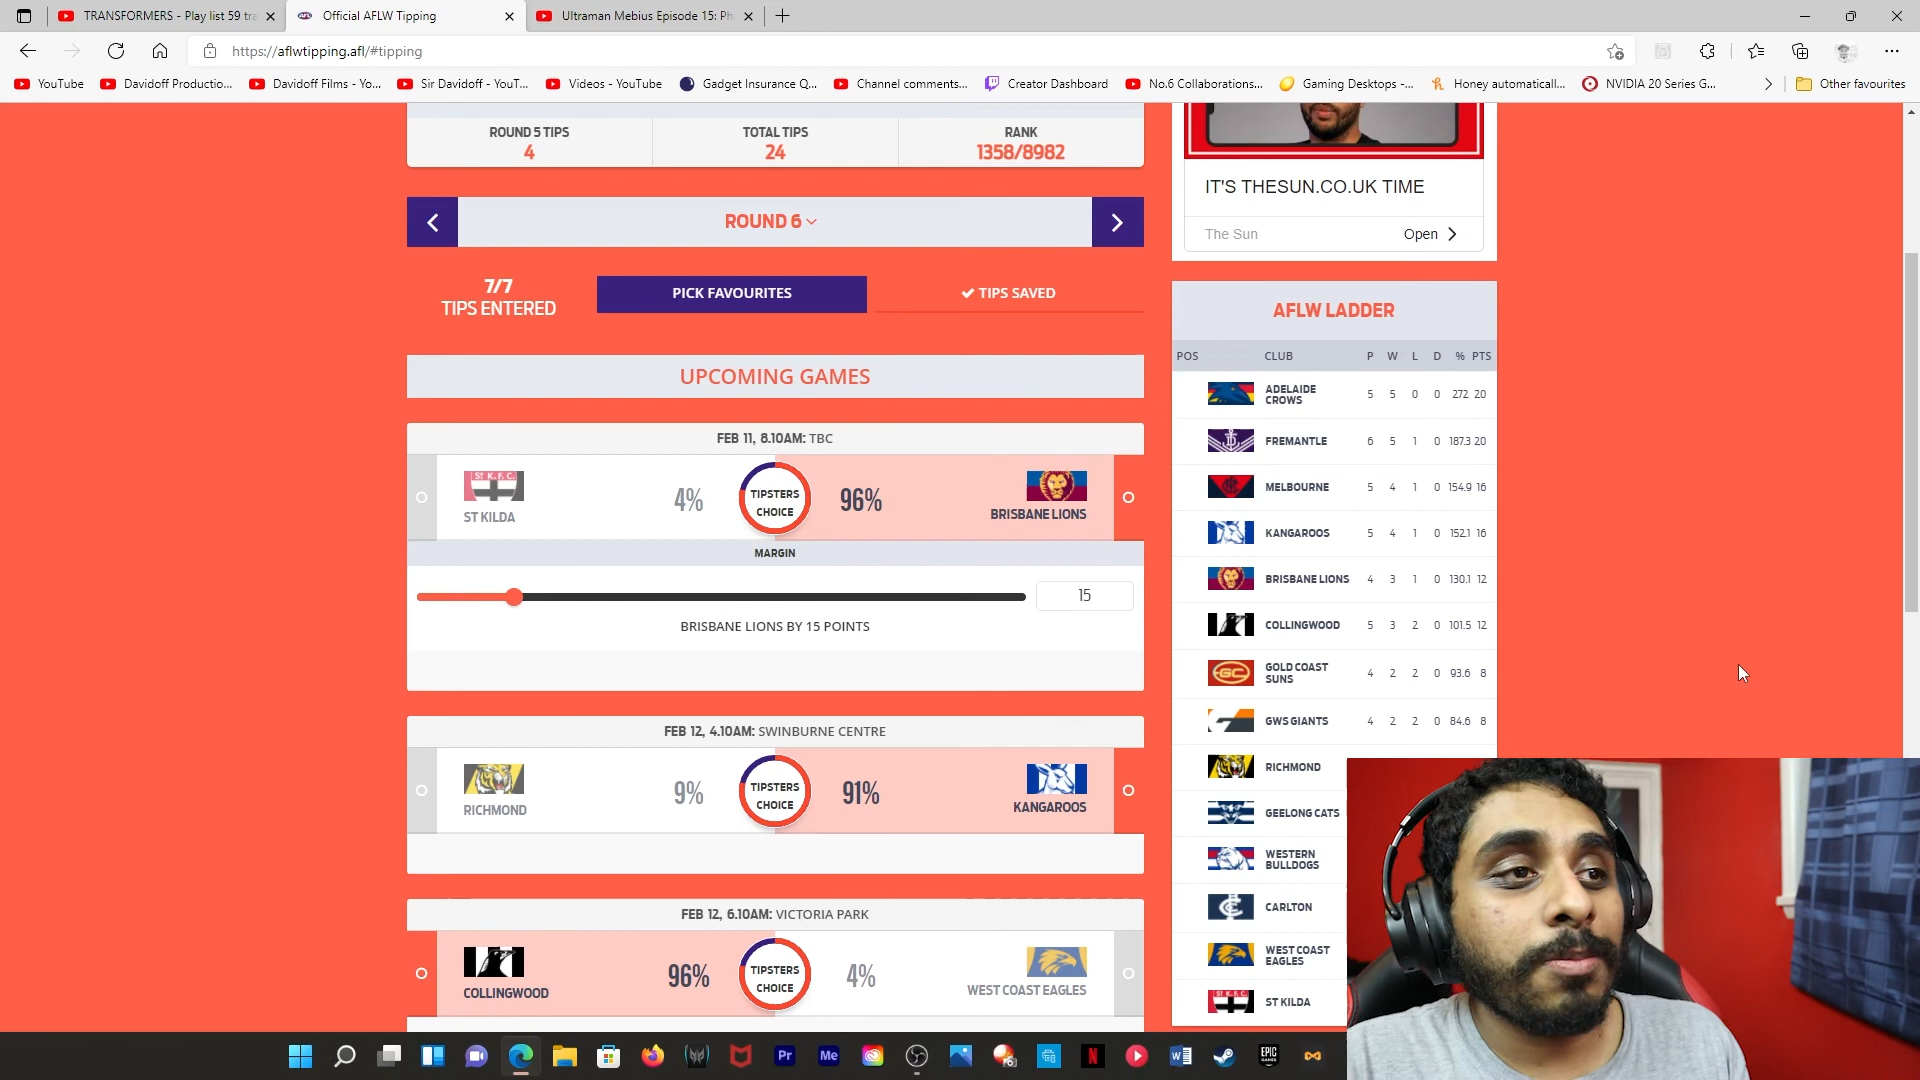 TRANSFORMERS - Play list 59 tra
Official AFLW Tipping
Ultraman Mebius Episode 15: Ph
https://aflwtipping.afl/#tipping
YouTube
Davidoff Productio...
Davidoff Films - Yo...
Sir Davidoff - YouT...
Videos - YouTube
Gadget Insurance Q...
Channel comments...
Creator Dashboard
No.6 Collaborations...
Gaming Desktops -...
Honey automaticall...
NVIDIA 20 Series G...
Other favourites
ROUND 5 TIPS
4
TOTAL TIPS
24
RANK
1358/8982
ROUND 6
7/7
TIPS ENTERED
PICK FAVOURITES
TIPS SAVED
UPCOMING GAMES
FEB 11, 8.10AM: TBC
ST KILDA
4%
TIPSTERS
CHOICE
96%
BRISBANE LIONS
MARGIN
15
BRISBANE LIONS BY 15 POINTS
FEB 12, 4.10AM: SWINBURNE CENTRE
RICHMOND
9%
TIPSTERS
CHOICE
91%
KANGAROOS
FEB 12, 6.10AM: VICTORIA PARK
COLLINGWOOD
96%
TIPSTERS
CHOICE
4%
WEST COAST EAGLES
IT'S THESUN.CO.UK TIME
The Sun
Open
AFLW LADDER
POS CLUB P W L D % PTS
ADELAIDE
CROWS 5 5 0 0 272 20
FREMANTLE 6 5 1 0 187.3 20
MELBOURNE 5 4 1 0 154.9 16
KANGAROOS 5 4 1 0 152.1 16
BRISBANE LIONS 4 3 1 0 130.1 12
COLLINGWOOD 5 3 2 0 101.5 12
GOLD COAST
SUNS 4 2 2 0 93.6 8
GWS GIANTS 4 2 2 0 84.6 8
RICHMOND
GEELONG CATS
WESTERN
BULLDOGS
CARLTON
WEST COAST
EAGLES
ST KILDA